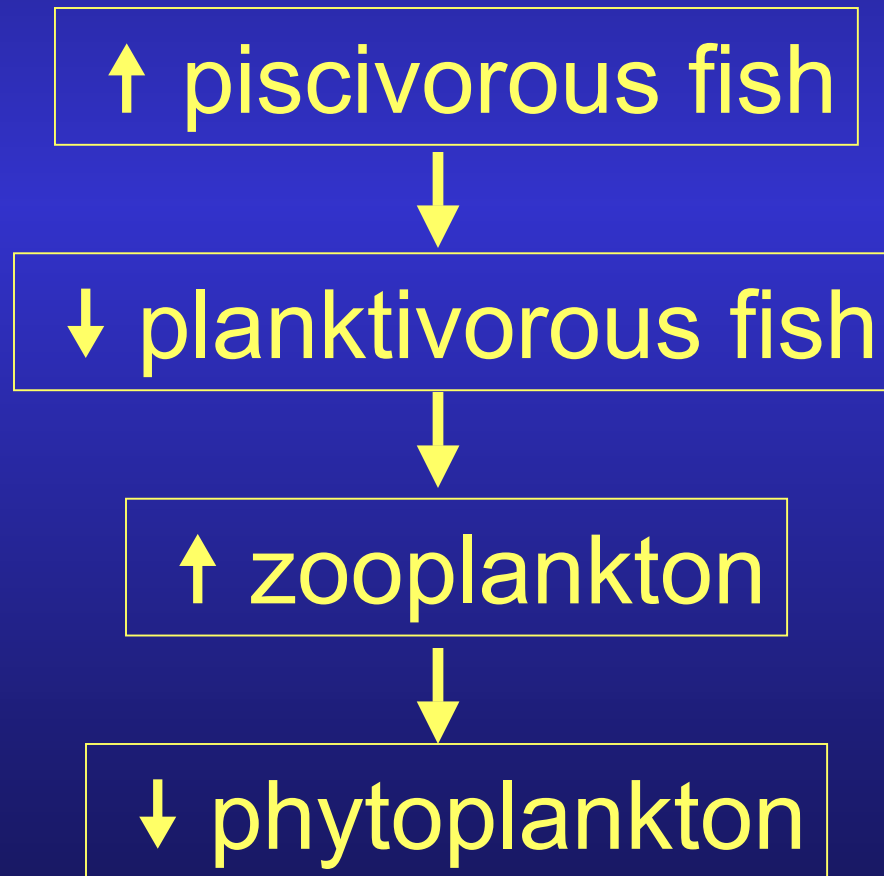 ↑ piscivorous fish
↓ planktivorous fish
↑ zooplankton
↓ phytoplankton